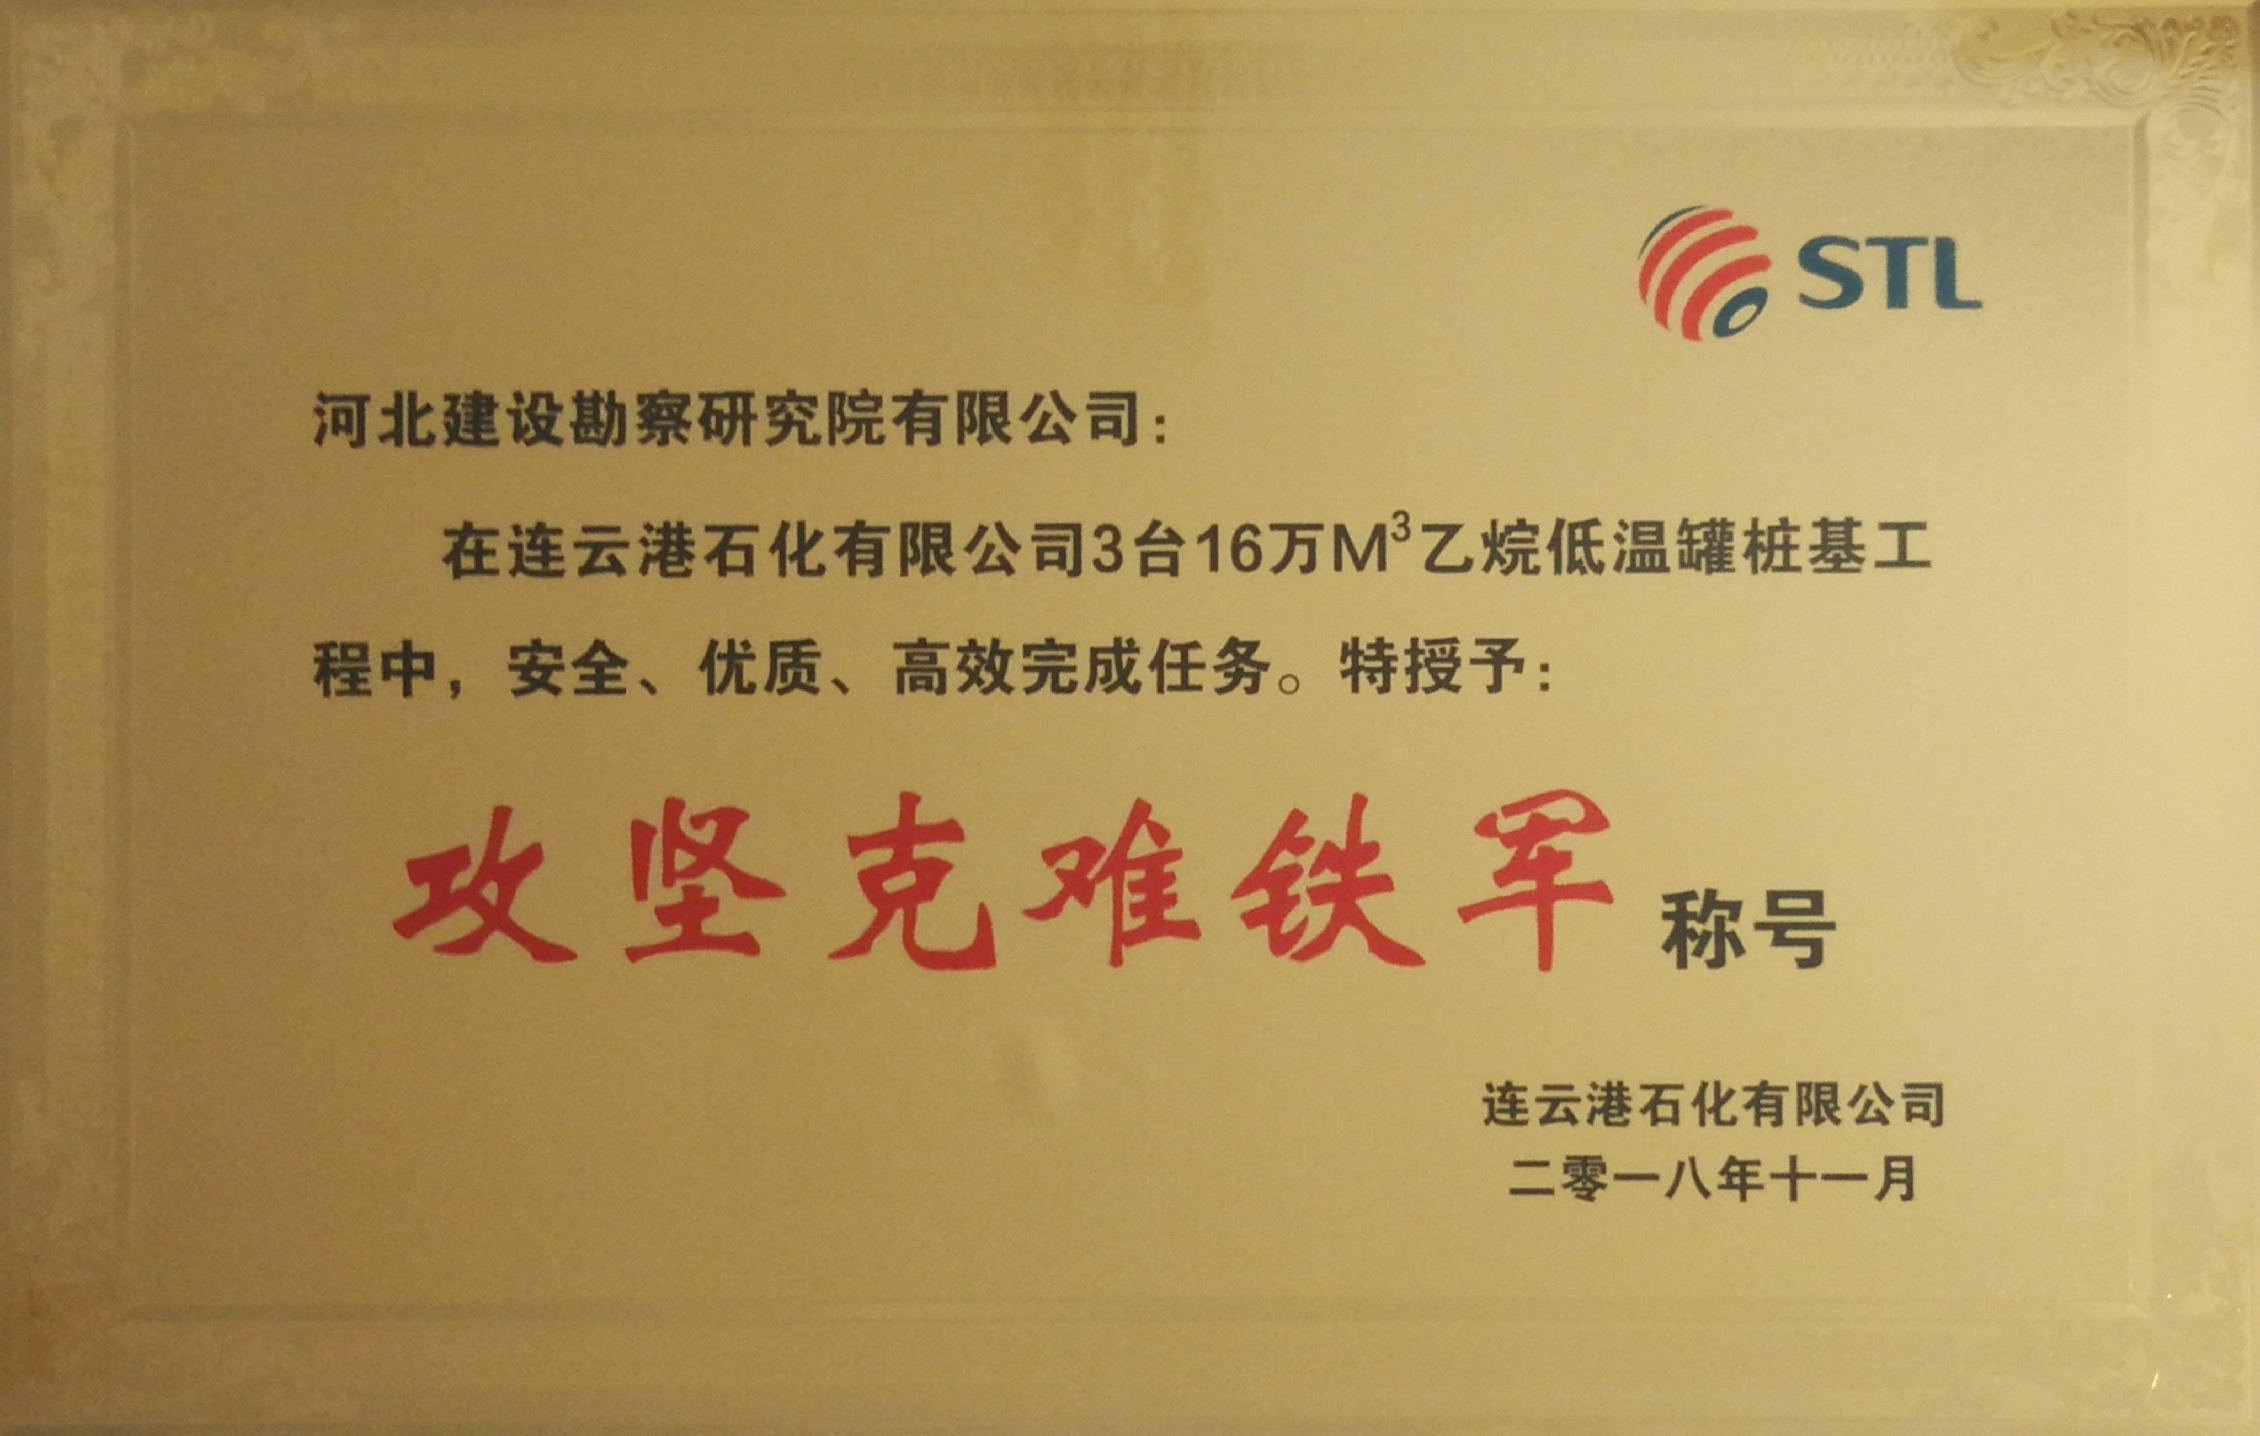 STL
河北建设勘察研究院有限公司：
在连云港石化有限公司3台16万M³乙烷低温罐桩基工
程中，安全、优质、高效完成任务。特授予：
攻坚克难铁军 称号
连云港石化有限公司
二零一八年十一月